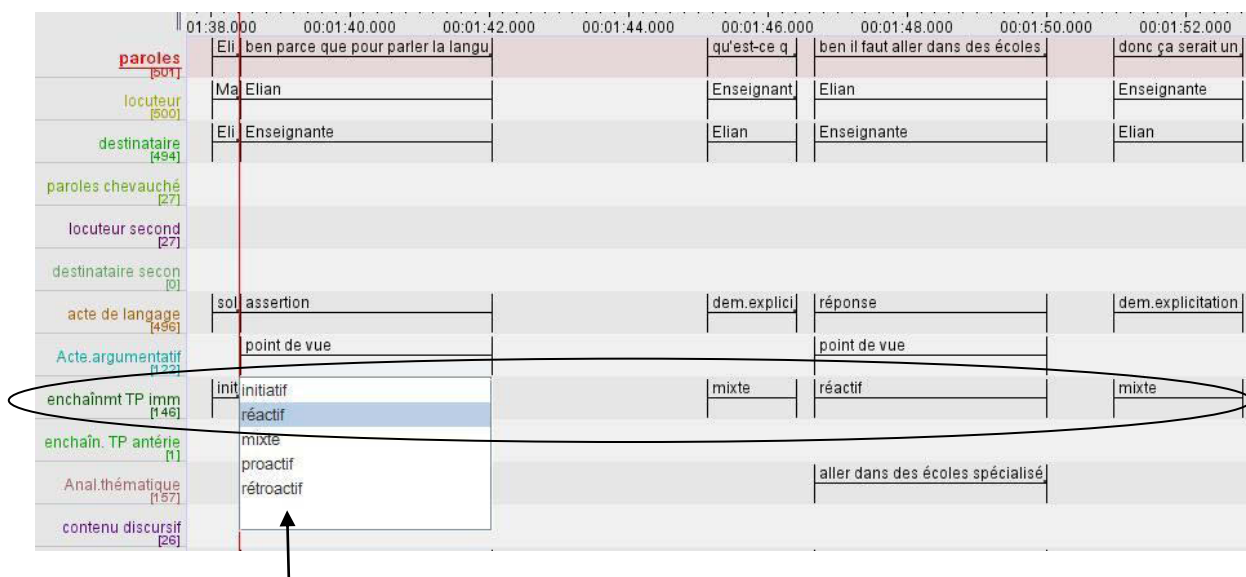 01:38.000 00:01:40.000 00:01:42.000 00:01:44.000 00:01:46.000 00:01:48.000 00:01:50.000 00:01:52.000
paroles Eli ben parce que pour parler la langu qu'est-ce q ben il faut aller dans des écoles donc ça serait un
[501]
locuteur Ma Elian Enseignant Elian Enseignante
[500]
destinataire Eli Enseignante Elian Enseignante Elian
[494]
paroles chevauché
[27]
locuteur second
[27]
destinataire secon
[0]
acte de langage sol assertion dem.explici réponse dem.explicitation
[496]
Acte.argumentatif point de vue point de vue
[122]
enchaînmt TP imm init initiatif mixte réactif mixte
[146]
réactif
mixte
enchaîn. TP antérie
[1]
proactif
Anal.thématique rétroactif aller dans des écoles spécialisé
[157]
contenu discursif
[26]